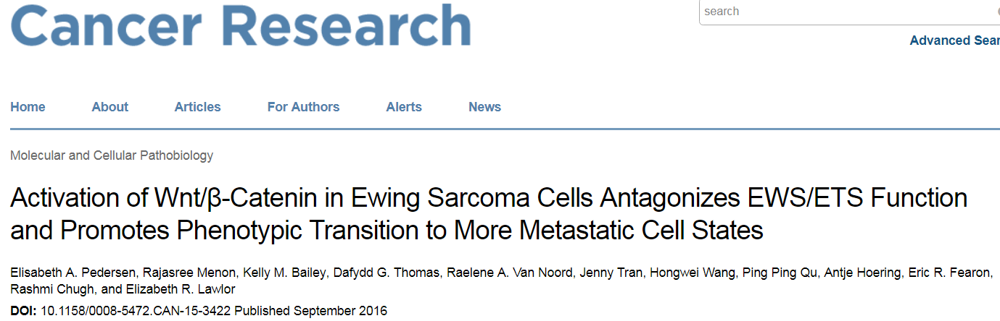 Cancer Research
search
Advanced Sear
Home About Articles For Authors Alerts News
Molecular and Cellular Pathobiology
Activation of Wnt/β-Catenin in Ewing Sarcoma Cells Antagonizes EWS/ETS Function
and Promotes Phenotypic Transition to More Metastatic Cell States
Elisabeth A. Pedersen, Rajasree Menon, Kelly M. Bailey, Dafydd G. Thomas, Raelene A. Van Noord, Jenny Tran, Hongwei Wang, Ping Ping Qu, Antje Hoering, Eric R. Fearon,
Rashmi Chugh, and Elizabeth R. Lawlor
DOI: 10.1158/0008-5472.CAN-15-3422 Published September 2016